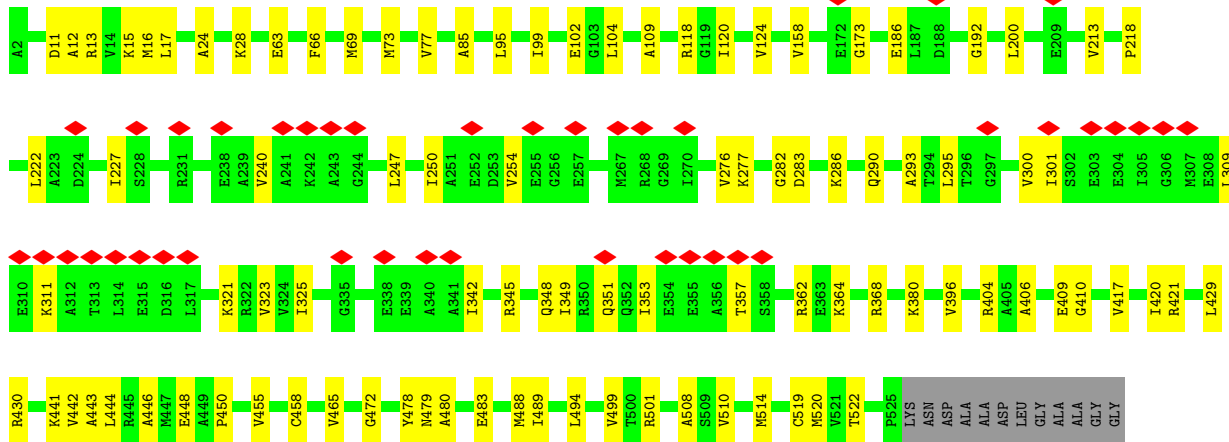 A2 D11 A12 R13 V14 K15 M16 L17 A24 K28 E63 F66 M69 M73 V77 A85 L95 I99 E102 G103 L104 A109 R118 G119 I120 V124 V158 E172 G173 E186 L187 D188 G192 L200 E209 V213 P218
L222 A223 D224 I227 S228 R231 E238 A239 V240 A241 K242 A243 G244 L247 I250 A251 E252 D253 V254 E255 G256 E257 M267 R268 G269 I270 V276 K277 G282 D283 K286 Q290 A293 T294 L295 T296 G297 V300 I301 S302 E303 E304 I305 G306 M307 E308 L309
E310 K311 A312 T313 L314 E315 D316 L317 K321 R322 V323 V324 I325 G335 E338 E339 A340 A341 I342 R345 Q348 I349 R350 Q351 Q352 I353 E354 E355 A356 T357 S358 R362 E363 K364 R368 K380 V396 R404 A405 A406 E409 G410 V417 I420 R421 L429
R430 K441 V442 A443 L444 R445 A446 M447 E448 A449 P450 V455 C458 V465 G472 Y478 N479 A480 E483 M488 I489 L494 V499 T500 R501 A508 S509 V510 M514 C519 M520 V521 T522 P525 LYS ASN ASP ALA ALA ASP LEU GLY ALA ALA GLY GLY